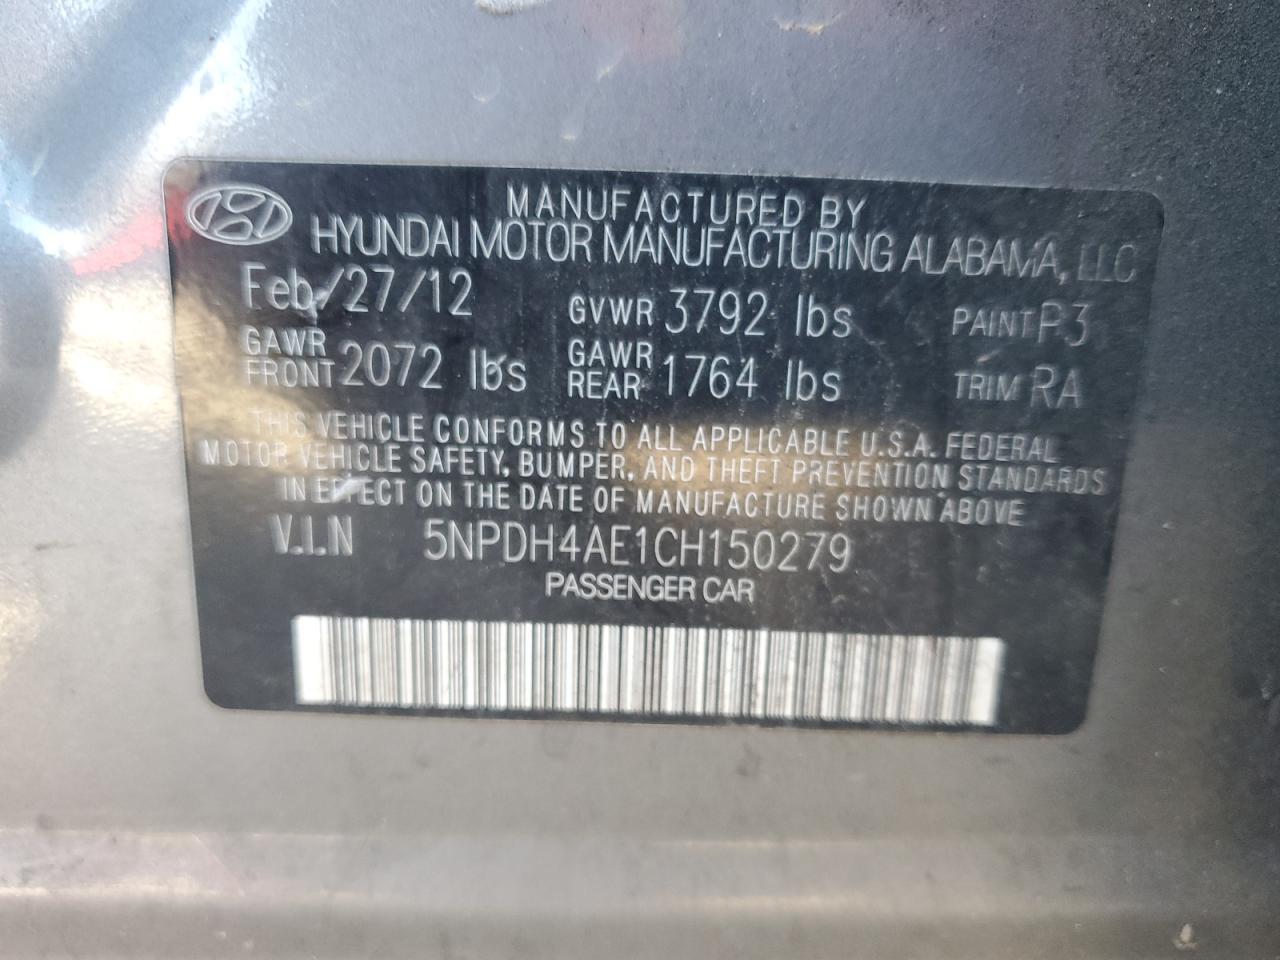 MANUFACTURED BY
HYUNDAI MOTOR MANUFACTURING ALABAMA, LLC
Feb/27/12 GVWR 3792 lbs PAINT P3
GAWR FRONT 2072 lbs GAWR REAR 1764 lbs TRIM RA
THIS VEHICLE CONFORMS TO ALL APPLICABLE U.S.A. FEDERAL
MOTOR VEHICLE SAFETY, BUMPER, AND THEFT PREVENTION STANDARDS
IN EFFECT ON THE DATE OF MANUFACTURE SHOWN ABOVE
V.I.N 5NPDH4AE1CH150279
PASSENGER CAR